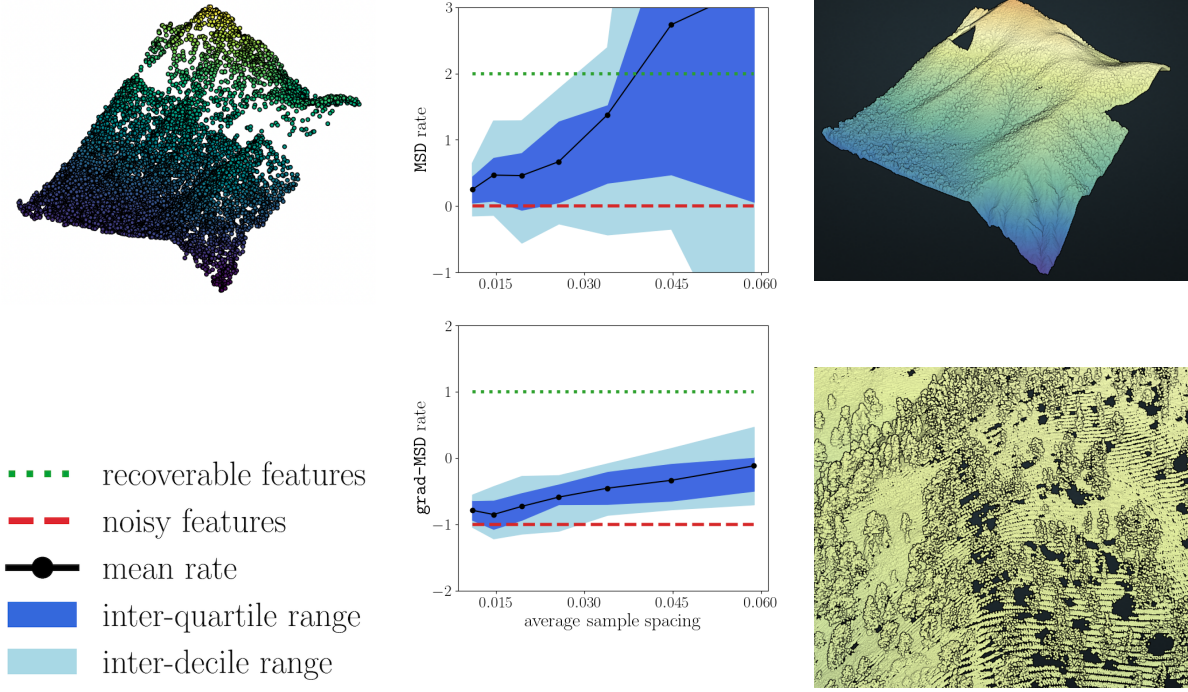 3
2
1
0
−1
MSD rate
0.015
0.030
0.045
0.060
2
1
0
−1
−2
grad-MSD rate
0.015
0.030
0.045
0.060
average sample spacing
recoverable features
noisy features
mean rate
inter-quartile range
inter-decile range